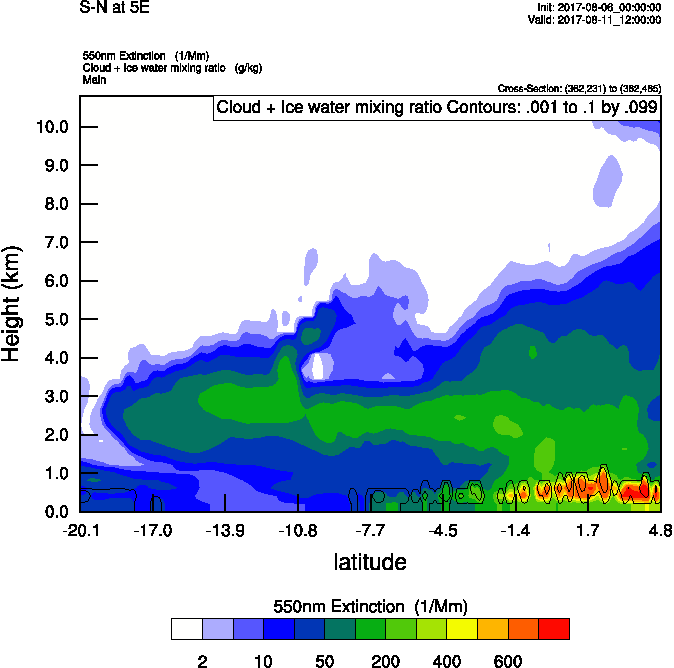 S-N at 5E
Init: 2017-08-06_00:00:00
Valid: 2017-08-11_12:00:00
550nm Extinction (1/Mm)
Cloud + Ice water mixing ratio (g/kg)
Main
Cross-Section: (362,231) to (362,485)
Cloud + Ice water mixing ratio Contours: .001 to .1 by .099
10.0
9.0
8.0
7.0
6.0
5.0
4.0
3.0
2.0
1.0
0.0
Height (km)
-20.1 -17.0 -13.9 -10.8 -7.7 -4.5 -1.4 1.7 4.8
latitude
550nm Extinction (1/Mm)
2 10 50 200 400 600